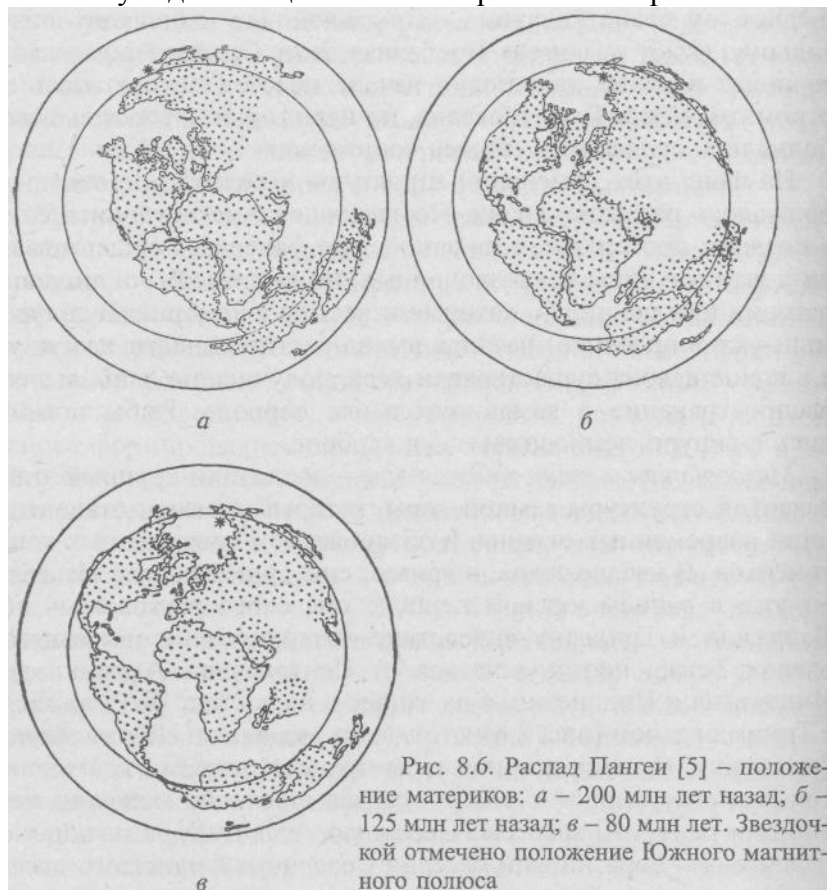 а
б
Рис. 3.6. Распад Пангеи [5] – положе-
ние материков: а – 200 млн лет назад; б –
125 млн лет назад; в – 80 млн лет. Звездоч-
кой отмечено положение Южного магнит-
ного полюса
в